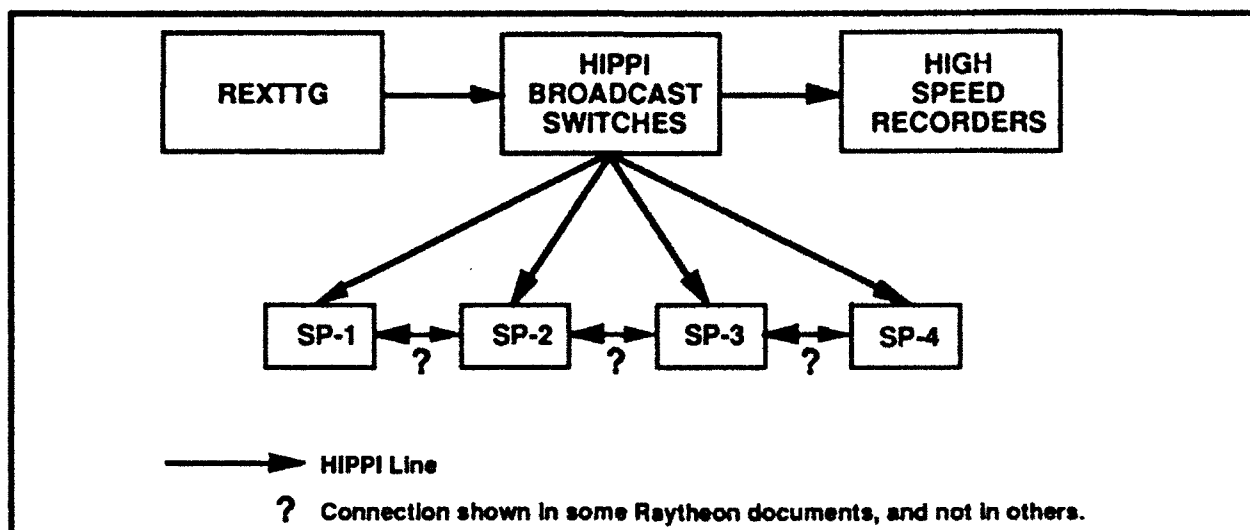 REXTTG
HIPPI
BROADCAST
SWITCHES
HIGH
SPEED
RECORDERS
SP-1
SP-2
SP-3
SP-4
?
?
?
HIPPI Line
? Connection shown in some Raytheon documents, and not in others.